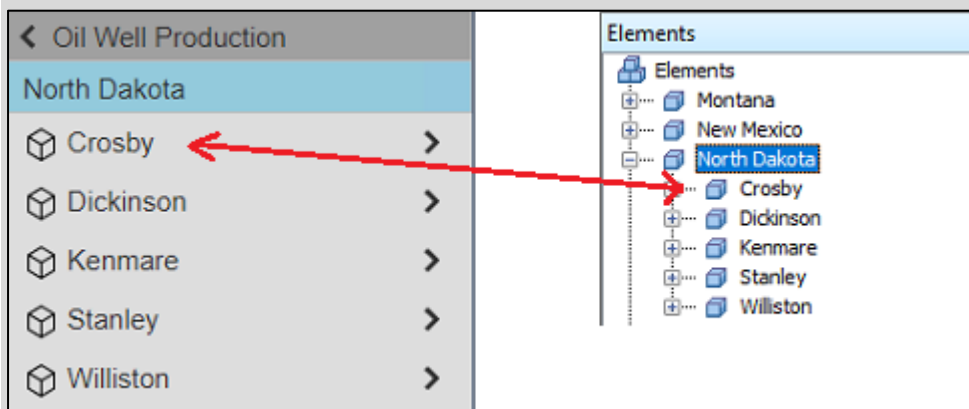 Oil Well Production
North Dakota
Crosby
Dickinson
Kenmare
Stanley
Williston
Elements
Elements
Montana
New Mexico
North Dakota
Crosby
Dickinson
Kenmare
Stanley
Williston